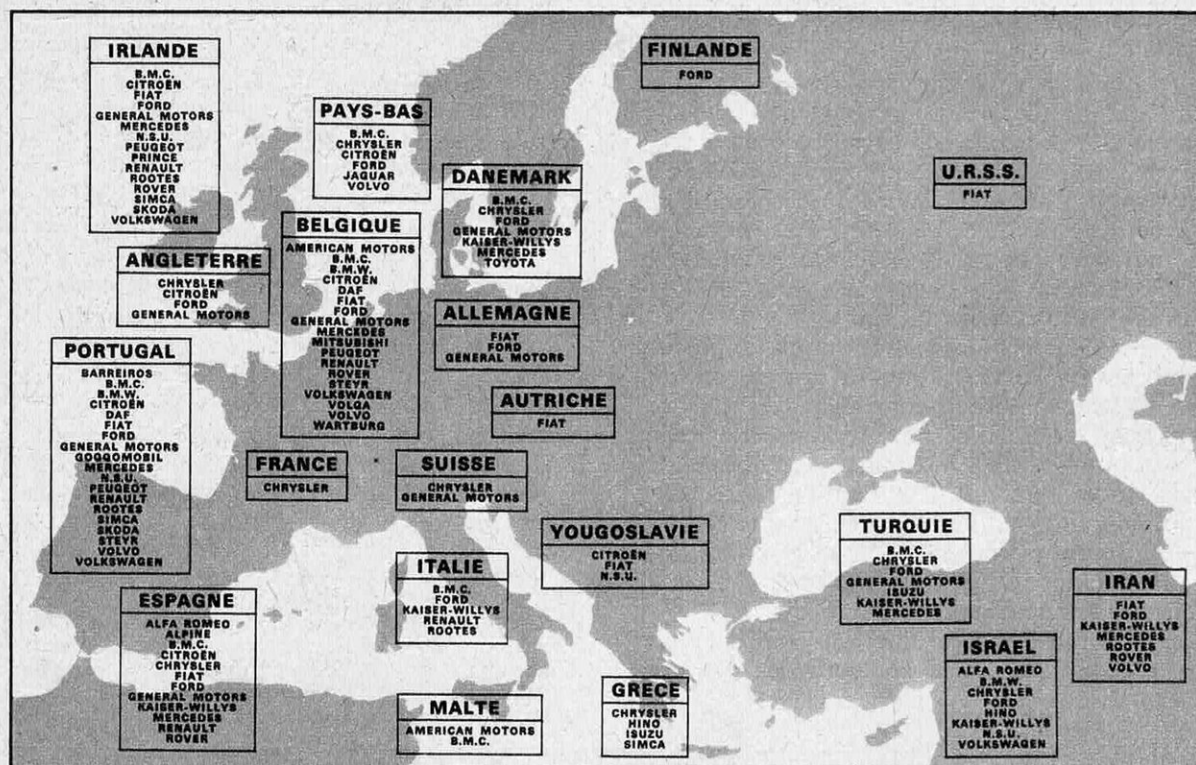 IRLANDE
B.M.C.
CITROËN
FIAT
FORD
GENERAL MOTORS
MERCEDES
N.S.U.
PEUGEOT
PRINCE
RENAULT
ROOTES
ROVER
SIMCA
SKODA
VOLKSWAGEN
ANGLETERRE
CHRYSLER
CITROËN
FORD
GENERAL MOTORS
PORTUGAL
BARREIROS
B.M.C.
B.M.W.
CITROËN
DAF
FIAT
FORD
GENERAL MOTORS
GOGGOMOBIL
MERCEDES
N.S.U.
PEUGEOT
RENAULT
ROOTES
SIMCA
SKODA
STEYR
VOLVO
VOLKSWAGEN
ESPAGNE
ALFA ROMEO
ALPINE
B.M.C.
CITROËN
CHRYSLER
FIAT
FORD
GENERAL MOTORS
KAISER-WILLYS
MERCEDES
RENAULT
ROVER
PAYS-BAS
B.M.C.
CHRYSLER
CITROËN
FORD
JAGUAR
VOLVO
BELGIQUE
AMERICAN MOTORS
B.M.C.
B.M.W.
CITROËN
DAF
FIAT
FORD
GENERAL MOTORS
MERCEDES
MITSUBISHI
PEUGEOT
RENAULT
ROVER
STEYR
VOLKSWAGEN
VOLGA
VOLVO
WARTBURG
FRANCE
CHRYSLER
DANEMARK
B.M.C.
CHRYSLER
FORD
GENERAL MOTORS
KAISER-WILLYS
MERCEDES
TOYOTA
ALLEMAGNE
FIAT
FORD
GENERAL MOTORS
AUTRICHE
FIAT
SUISSE
CHRYSLER
GENERAL MOTORS
ITALIE
B.M.C.
FORD
KAISER-WILLYS
RENAULT
ROOTES
MALTE
AMERICAN MOTORS
B.M.C.
FINLANDE
FORD
YOUGOSLAVIE
CITROËN
FIAT
N.S.U.
GRECE
CHRYSLER
HINO
ISUZU
SIMCA
U.R.S.S.
FIAT
TURQUIE
B.M.C.
CHRYSLER
FORD
GENERAL MOTORS
ISUZU
KAISER-WILLYS
MERCEDES
ISRAEL
ALFA ROMEO
B.M.W.
CHRYSLER
FORD
HINO
KAISER-WILLYS
N.S.U.
VOLKSWAGEN
IRAN
FIAT
FORD
KAISER-WILLYS
MERCEDES
ROOTES
ROVER
VOLVO